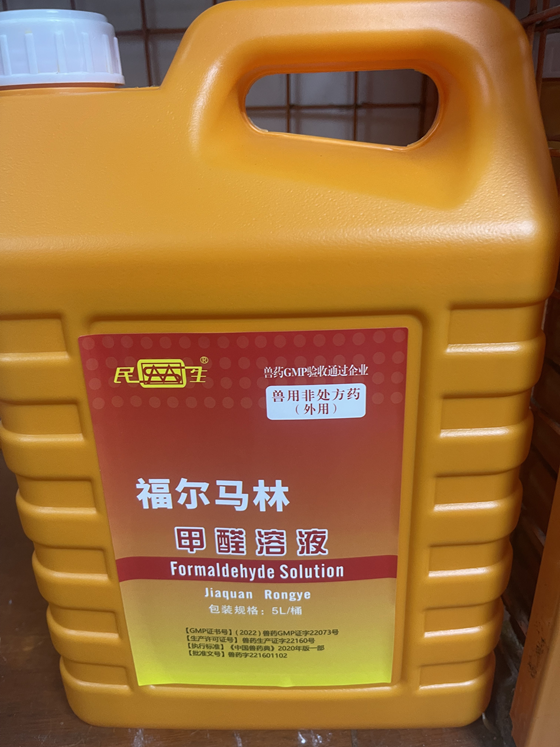 民生®
兽药GMP验收通过企业
兽用非处方药
(外用)
福尔马林
甲醛溶液
Formaldehyde Solution
Jiaquan Rongye
包装规格：5L/桶
【GMP证书号】(2022)兽药GMP证字22073号
【生产许可证号】兽药生产证字22160号
【执行标准】《中国兽药典》2020年版一部
【批准文号】兽药字221601102